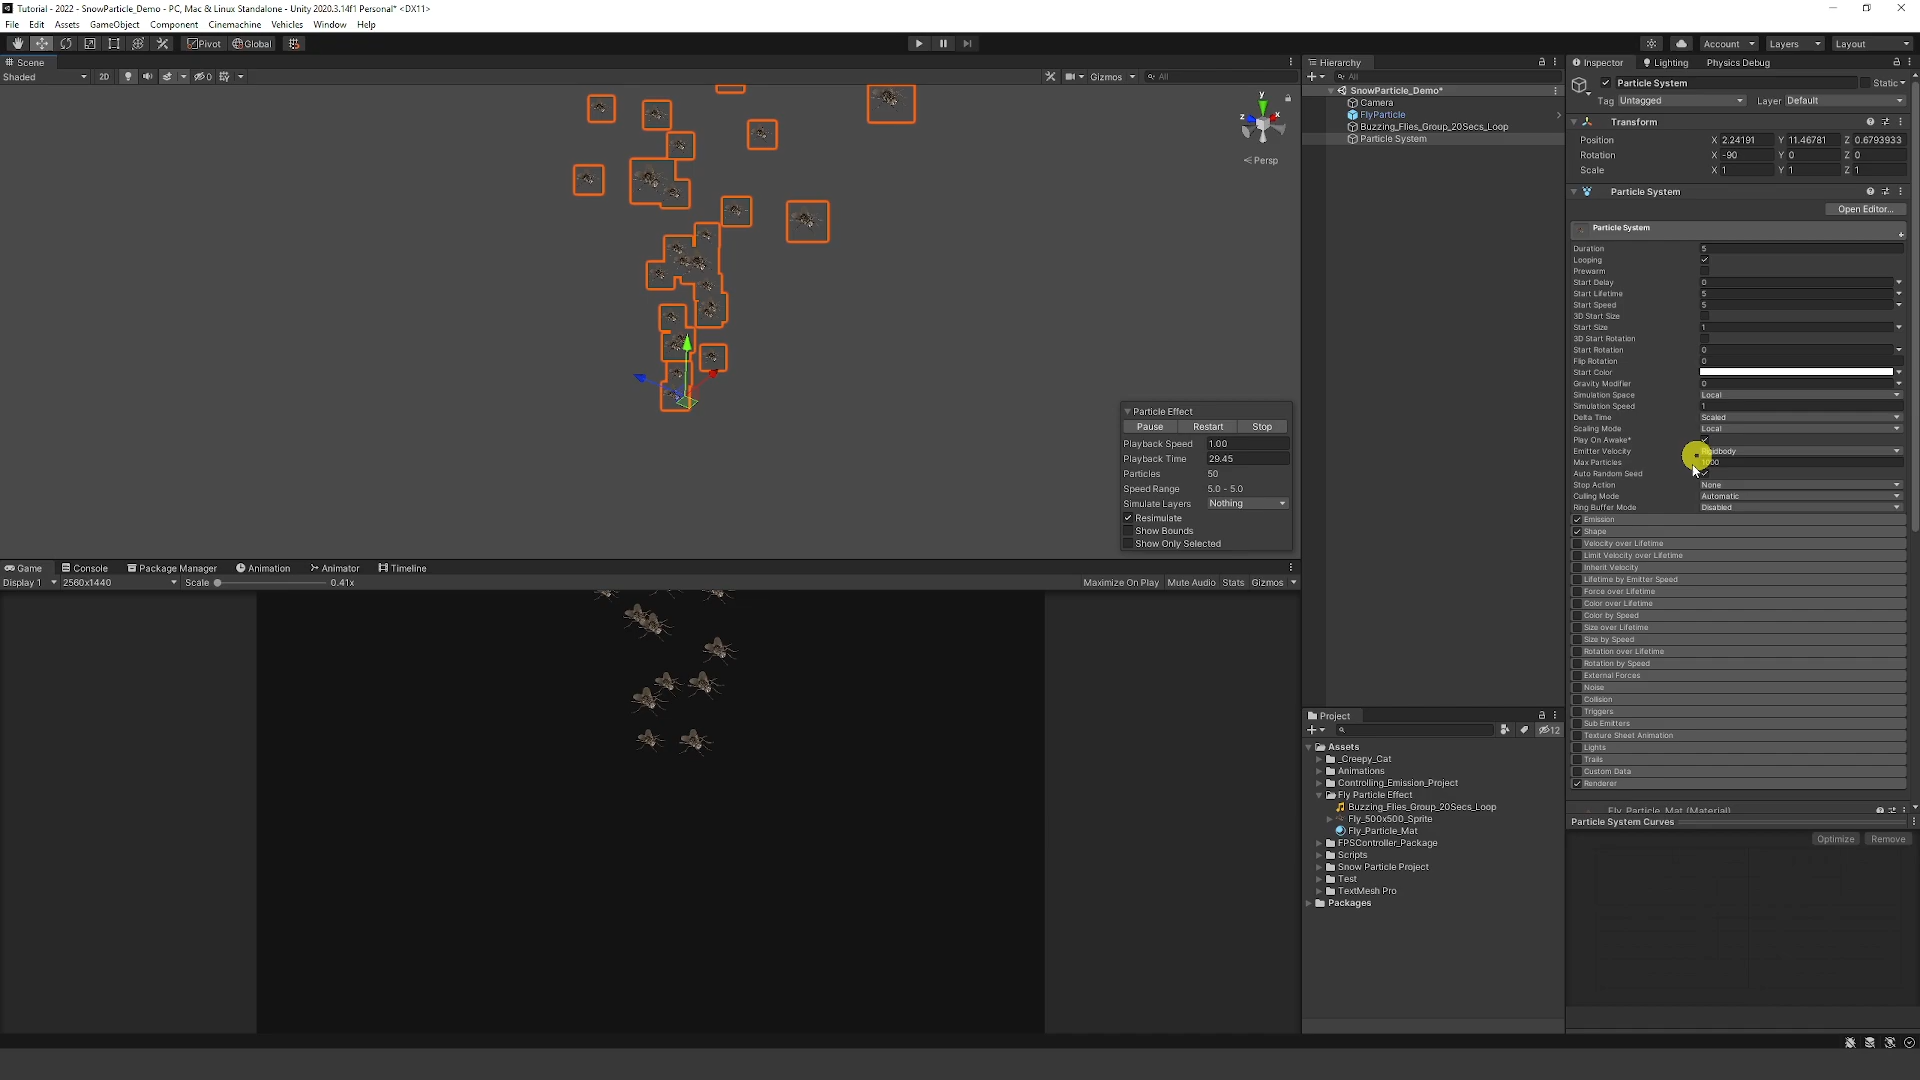 Tutorial - 2022 - SnowParticle_Demo - PC, Mac & Linux Standalone - Unity 2020.3.14f1 Personal* <DX11>
File Edit Assets GameObject Component Cinemachine Vehicles Window Help
Pivot Global Account Layers Layout
Scene
Shaded 2D 0 Gizmos All
y
z x
Persp
Particle Effect
Pause Restart Stop
Playback Speed 1.00
Playback Time 29.45
Particles 50
Speed Range 5.0 - 5.0
Simulate Layers Nothing
Resimulate
Show Bounds
Show Only Selected
Game Console Package Manager Animation Animator Timeline
Display 1 2560x1440 Scale 0.41x Maximize On Play Mute Audio Stats Gizmos
Hierarchy
All
SnowParticle_Demo*
Camera
FlyParticle
Buzzing_Flies_Group_20Secs_Loop
Particle System
Project
12
Assets
_Creepy_Cat
Animations
Controlling_Emission_Project
Fly Particle Effect
Buzzing_Flies_Group_20Secs_Loop
Fly_500x500_Sprite
Fly_Particle_Mat
FPSController_Package
Scripts
Snow Particle Project
Test
TextMesh Pro
Packages
Inspector Lighting Physics Debug
Particle System Static
Tag Untagged Layer Default
Transform
Position X 2.24191 Y 11.46781 Z 0.6793933
Rotation X -90 Y 0 Z 0
Scale X 1 Y 1 Z 1
Particle System
Open Editor...
Particle System
Duration 5
Looping
Prewarm
Start Delay 0
Start Lifetime 5
Start Speed 5
3D Start Size
Start Size 1
3D Start Rotation
Start Rotation 0
Flip Rotation 0
Start Color
Gravity Modifier 0
Simulation Space Local
Simulation Speed 1
Delta Time Scaled
Scaling Mode Local
Play On Awake*
Emitter Velocity Rigidbody
Max Particles 1000
Auto Random Seed
Stop Action None
Culling Mode Automatic
Ring Buffer Mode Disabled
Emission
Shape
Velocity over Lifetime
Limit Velocity over Lifetime
Inherit Velocity
Lifetime by Emitter Speed
Force over Lifetime
Color over Lifetime
Color by Speed
Size over Lifetime
Size by Speed
Rotation over Lifetime
Rotation by Speed
External Forces
Noise
Collision
Triggers
Sub Emitters
Texture Sheet Animation
Lights
Trails
Custom Data
Renderer
Fly_Particle_Mat (Material)
Particle System Curves
Optimize Remove